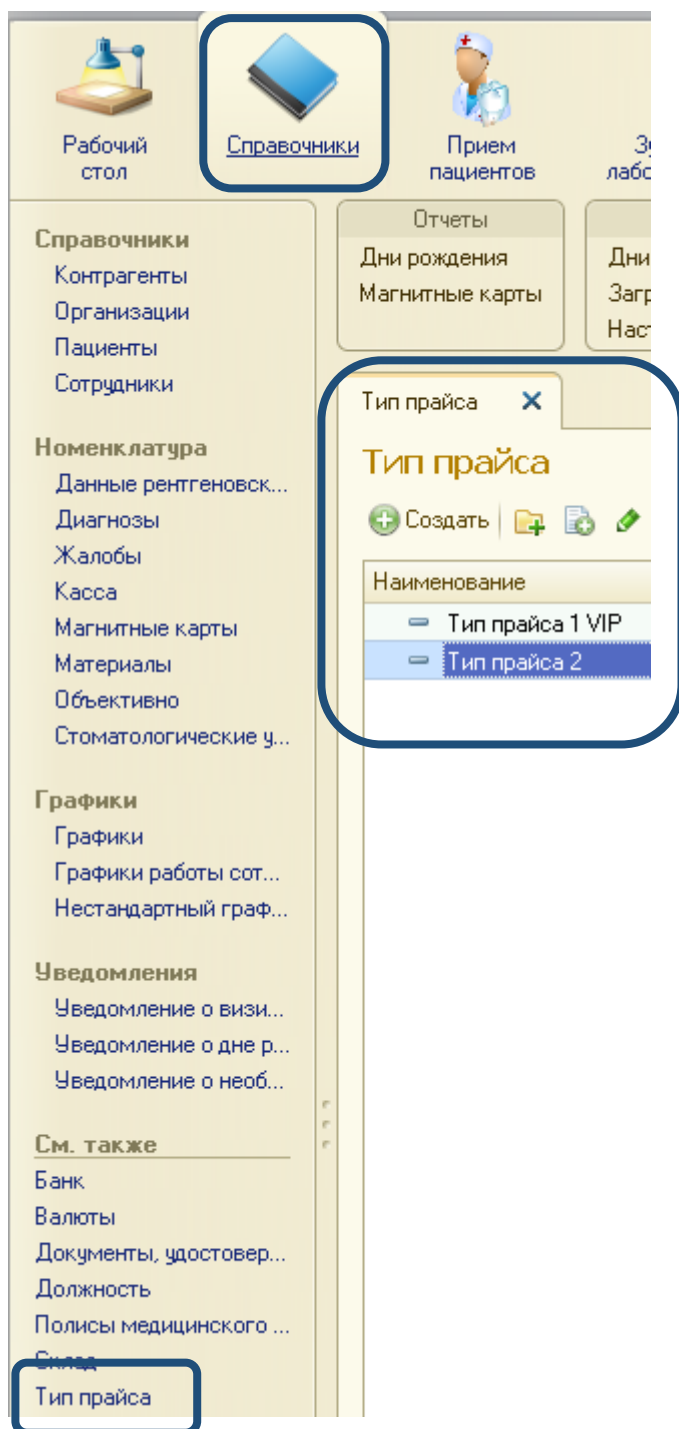 Рабочий
стол
Справочники
Прием
пациентов
Отчеты
Дни рождения
Магнитные карты
Справочники
Контрагенты
Организации
Пациенты
Сотрудники
Номенклатура
Данные рентгеновск...
Диагнозы
Жалобы
Касса
Магнитные карты
Материалы
Объективно
Стоматологические у...
Графики
Графики
Графики работы сот...
Нестандартный граф...
Уведомления
Уведомление о визи...
Уведомление о дне р...
Уведомление о необ...
См. также
Банк
Валюты
Документы, удостовер...
Должность
Полисы медицинского ...
Склад
Тип прайса
Дни
Тип прайса
Тип прайса
Создать
Наименование
Тип прайса 1 VIP
Тип прайса 2